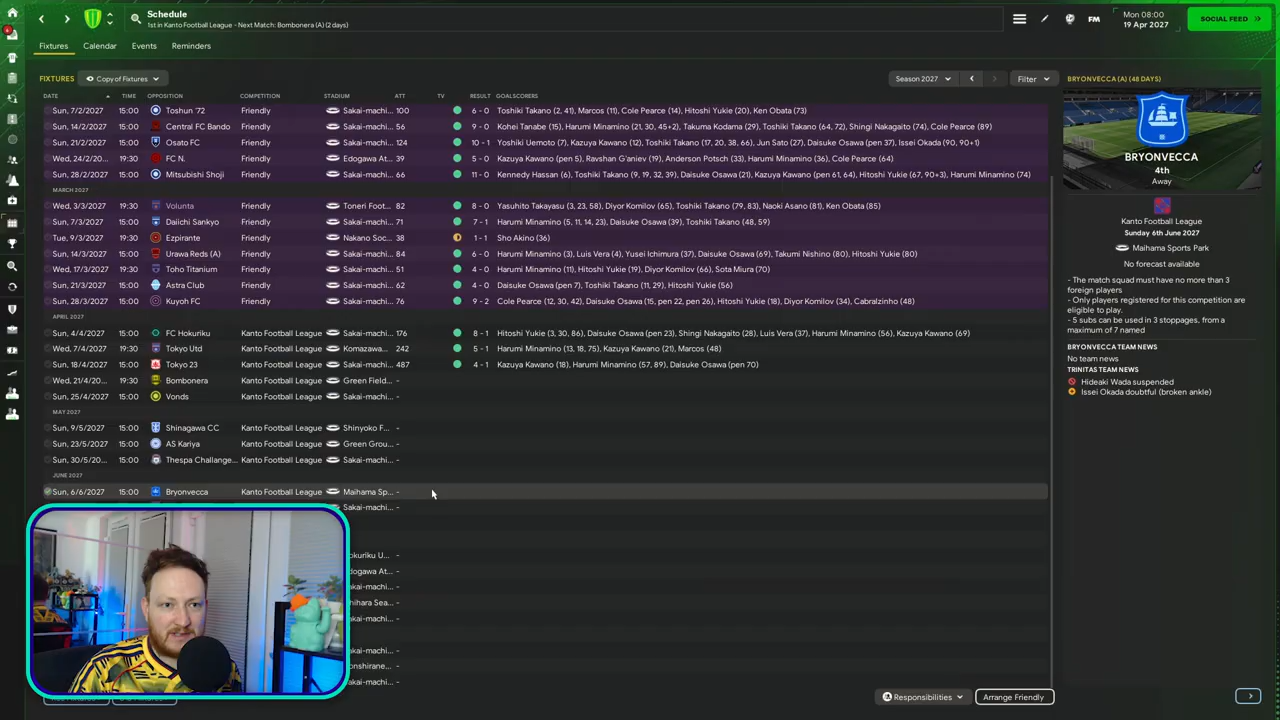 Schedule
1st in Kanto Football League - Next Match: Bombonera (A) (2 days)
FM
Mon 08:00
19 Apr 2027
SOCIAL FEED
Fixtures Calendar Events Reminders
FIXTURES Copy of Fixtures Season 2027 Filter
DATE TIME OPPOSITION COMPETITION STADIUM ATT TV RESULT GOALSCORERS
Sun, 7/2/2027 15:00 Toshun '72 Friendly Sakai-machi... 100 6 - 0 Toshiki Takano (2, 41), Marcos (11), Cole Pearce (14), Hitoshi Yukie (20), Ken Obata (73)
Sun, 14/2/2027 15:00 Central FC Bando Friendly Sakai-machi... 56 9 - 0 Kohei Tanabe (15), Harumi Minamino (21, 30, 45+2), Takuma Kodama (29), Toshiki Takano (64, 72), Shingi Nakagaito (74), Cole Pearce (89)
Sun, 21/2/2027 15:00 Osato FC Friendly Sakai-machi... 124 10 - 1 Yoshiki Uemoto (7), Kazuya Kawano (12), Toshiki Takano (17, 20, 38, 66), Jun Sato (27), Daisuke Osawa (pen 37), Issei Okada (90, 90+1)
Wed, 24/2/20... 19:30 FC N. Friendly Edogawa At... 39 5 - 0 Kazuya Kawano (pen 5), Ravshan G'aniev (19), Anderson Potsch (33), Harumi Minamino (36), Cole Pearce (64)
Sun, 28/2/2027 15:00 Mitsubishi Shoji Friendly Sakai-machi... 66 11 - 0 Kennedy Hassan (6), Toshiki Takano (9, 19, 32, 39), Daisuke Osawa (21), Kazuya Kawano (pen 61, 64), Hitoshi Yukie (67, 90+3), Harumi Minamino (74)
MARCH 2027
Wed, 3/3/2027 19:30 Volunta Friendly Toneri Foot... 82 8 - 0 Yasuhito Takayasu (3, 23, 58), Diyor Komilov (65), Toshiki Takano (79, 83), Naoki Asano (81), Ken Obata (85)
Sun, 7/3/2027 15:00 Daiichi Sankyo Friendly Sakai-machi... 71 7 - 1 Harumi Minamino (5, 11, 14, 23), Daisuke Osawa (39), Toshiki Takano (48, 59)
Tue, 9/3/2027 19:30 Ezpirante Friendly Nakano Soc... 38 1 - 1 Sho Akino (36)
Sun, 14/3/2027 15:00 Urawa Reds (A) Friendly Sakai-machi... 84 6 - 0 Harumi Minamino (3), Luis Vera (4), Yusei Ichimura (37), Daisuke Osawa (69), Takumi Nishino (80), Hitoshi Yukie (80)
Wed, 17/3/2027 19:30 Toho Titanium Friendly Sakai-machi... 51 4 - 0 Harumi Minamino (11), Hitoshi Yukie (19), Diyor Komilov (66), Sota Miura (70)
Sun, 21/3/2027 15:00 Astra Club Friendly Sakai-machi... 62 4 - 0 Daisuke Osawa (pen 7), Toshiki Takano (11, 29), Hitoshi Yukie (56)
Sun, 28/3/2027 15:00 Kuyoh FC Friendly Sakai-machi... 76 9 - 2 Cole Pearce (12, 30, 42), Daisuke Osawa (15, pen 22, pen 26), Hitoshi Yukie (18), Diyor Komilov (34), Cabralzinho (48)
APRIL 2027
Sun, 4/4/2027 15:00 FC Hokuriku Kanto Football League Sakai-machi... 176 8 - 1 Hitoshi Yukie (3, 30, 86), Daisuke Osawa (pen 23), Shingi Nakagaito (28), Luis Vera (37), Harumi Minamino (56), Kazuya Kawano (69)
Wed, 7/4/2027 19:30 Tokyo Utd Kanto Football League Komazawa... 242 5 - 1 Harumi Minamino (13, 18, 75), Kazuya Kawano (21), Marcos (48)
Sun, 18/4/2027 15:00 Tokyo 23 Kanto Football League Sakai-machi... 487 4 - 1 Kazuya Kawano (18), Harumi Minamino (57, 89), Daisuke Osawa (pen 70)
Wed, 21/4/20... 19:30 Bombonera Kanto Football League Green Field... -
Sun, 25/4/2027 15:00 Vonds Kanto Football League Sakai-machi... -
MAY 2027
Sun, 9/5/2027 15:00 Shinagawa CC Kanto Football League Shinyoko F... -
Sun, 23/5/2027 15:00 AS Kariya Kanto Football League Green Grou... -
Sun, 30/5/20... 15:00 Thespa Challange... Kanto Football League Sakai-machi... -
JUNE 2027
Sun, 6/6/2027 15:00 Bryonvecca Kanto Football League Maihama Sp... -
Sakai-machi... -
okuriku U... -
dogawa At... -
akai-machi... -
hihara Sea... -
akai-machi... -
akai-machi... -
onshirane... -
akai-machi... -
Responsibilities Arrange Friendly
BRYONVECCA (A) (48 DAYS)
BRYONVECCA
4th
Away
Kanto Football League
Sunday 6th June 2027
Maihama Sports Park
No forecast available
- The match squad must have no more than 3
foreign players
- Only players registered for this competition are
eligible to play.
- 5 subs can be used in 3 stoppages, from a
maximum of 7 named
BRYONVECCA TEAM NEWS
No team news
TRINITAS TEAM NEWS
Hideaki Wada suspended
Issei Okada doubtful (broken ankle)